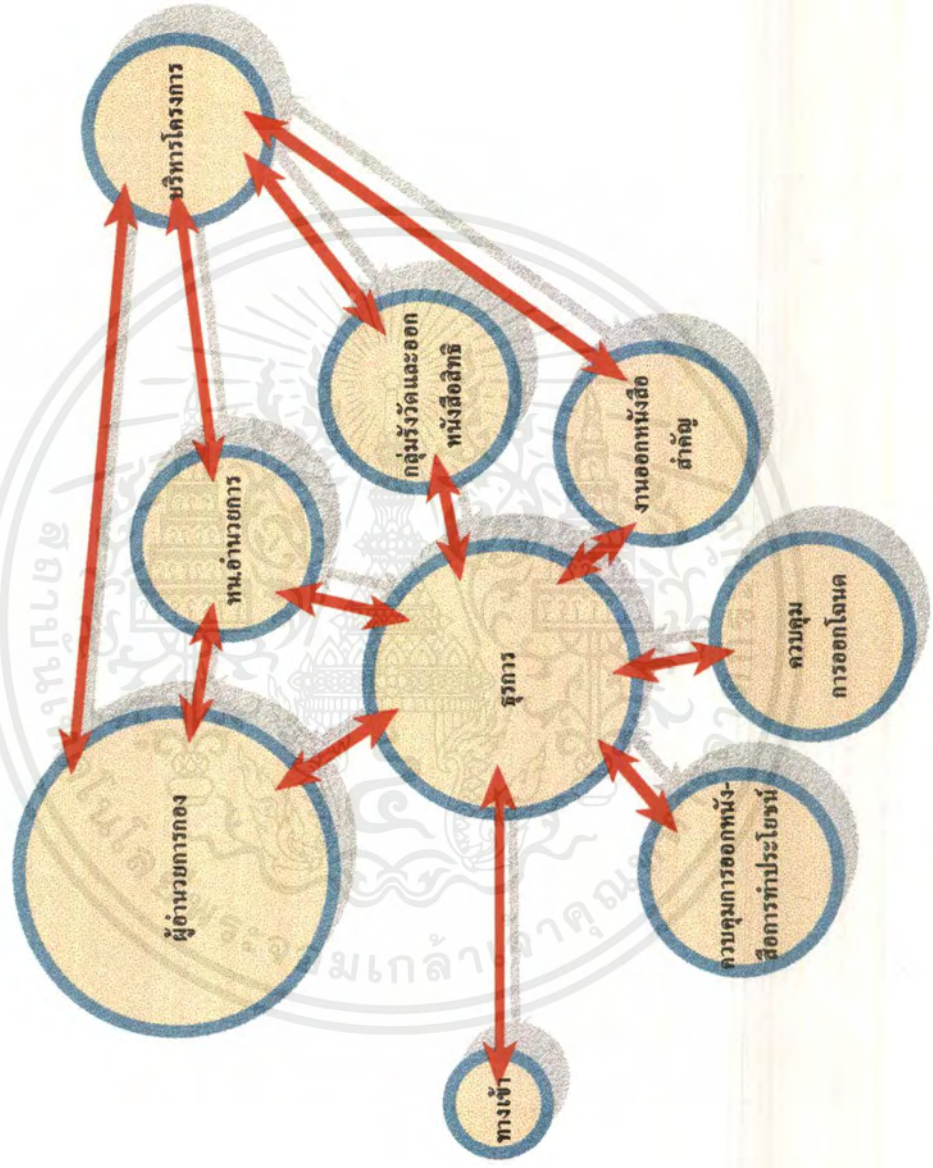 ผู้อำนวยการกอง
หน.อำนวยการ
บริหารโครงการ
ทางเข้า
ธุรการ
กลุ่มรังวัดและออก
หนังสือสิทธิ
งานออกหนังสือ
สำคัญ
ควบคุมการออกหนัง-
สือการทำประโยชน์
ควบคุม
การออกโฉนด